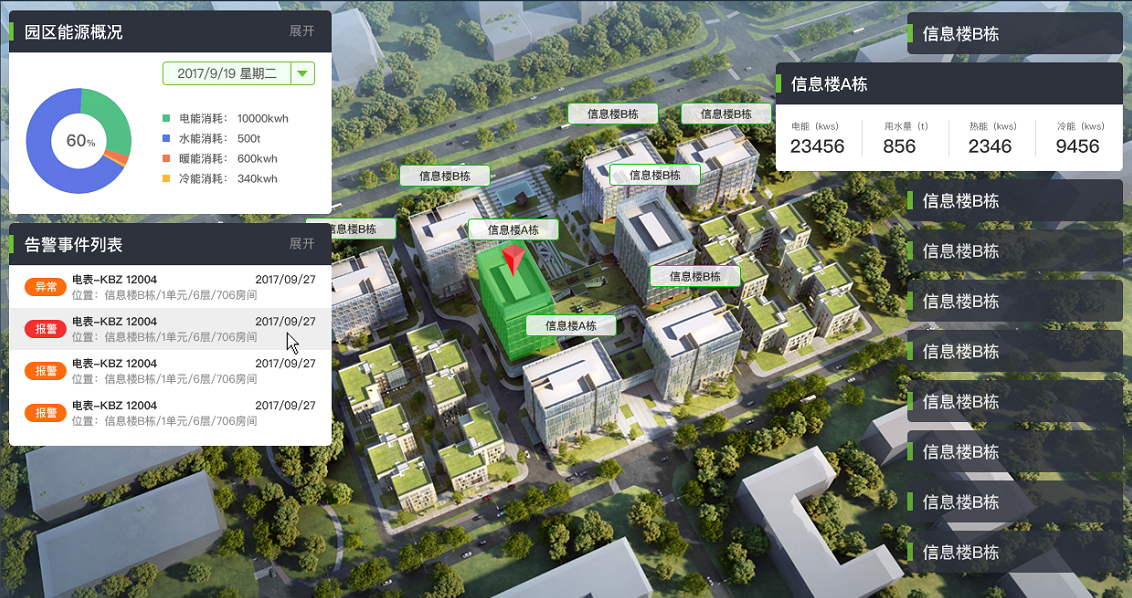 园区能源概况 展开
2017/9/19 星期二
60%
电能消耗： 10000kwh
水能消耗： 500t
暖能消耗： 600kwh
冷能消耗： 340kwh
告警事件列表 展开
异常 电表-KBZ 12004 2017/09/27
位置：信息楼B栋/1单元/6层/706房间
报警 电表-KBZ 12004 2017/09/27
位置：信息楼B栋/1单元/6层/706房间
报警 电表-KBZ 12004 2017/09/27
位置：信息楼B栋/1单元/6层/706房间
报警 电表-KBZ 12004 2017/09/27
位置：信息楼B栋/1单元/6层/706房间
信息楼B栋
信息楼B栋
信息楼B栋
信息楼B栋
息楼B栋
信息楼A栋
信息楼B栋
信息楼A栋
信息楼B栋
信息楼A栋
电能（kws） 用水量（t） 热能（kws） 冷能（kws）
23456 856 2346 9456
信息楼B栋
信息楼B栋
信息楼B栋
信息楼B栋
信息楼B栋
信息楼B栋
信息楼B栋
信息楼B栋